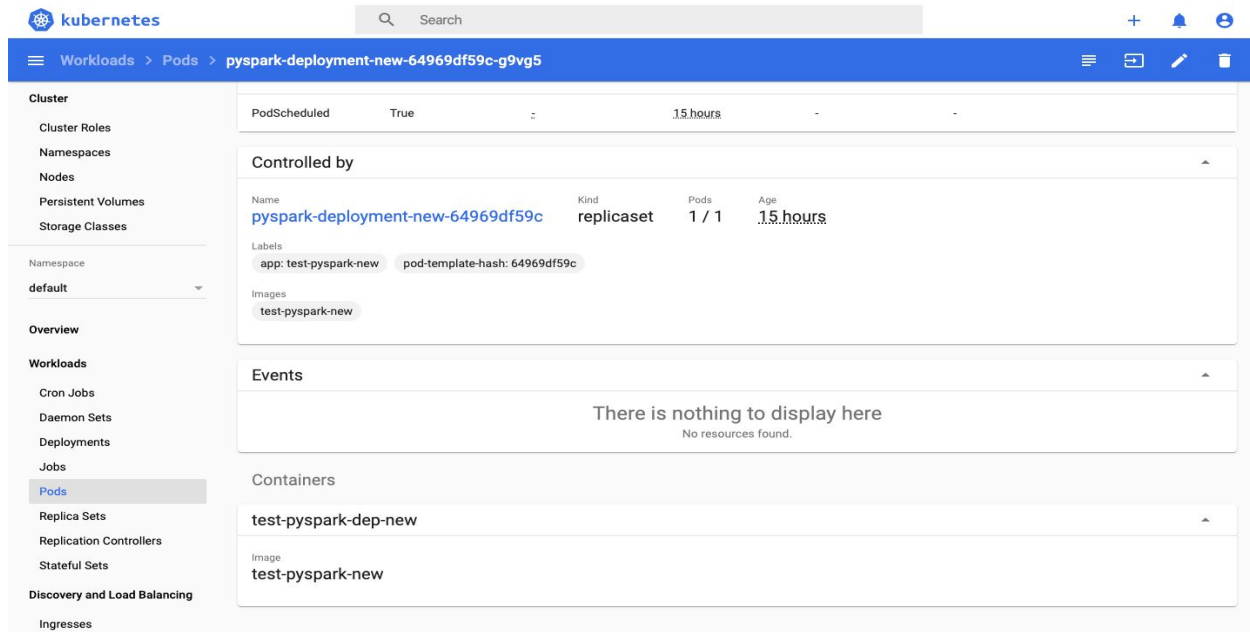 kubernetes
Search
Workloads > Pods > pyspark-deployment-new-64969df59c-g9vg5
Cluster
Cluster Roles
Namespaces
Nodes
Persistent Volumes
Storage Classes
Namespace
default
Overview
Workloads
Cron Jobs
Daemon Sets
Deployments
Jobs
Pods
Replica Sets
Replication Controllers
Stateful Sets
Discovery and Load Balancing
Ingresses
PodScheduled True - 15 hours - -
Controlled by
Name Kind Pods Age
pyspark-deployment-new-64969df59c replicaset 1 / 1 15 hours
Labels
app: test-pyspark-new pod-template-hash: 64969df59c
Images
test-pyspark-new
Events
There is nothing to display here
No resources found.
Containers
test-pyspark-dep-new
Image
test-pyspark-new